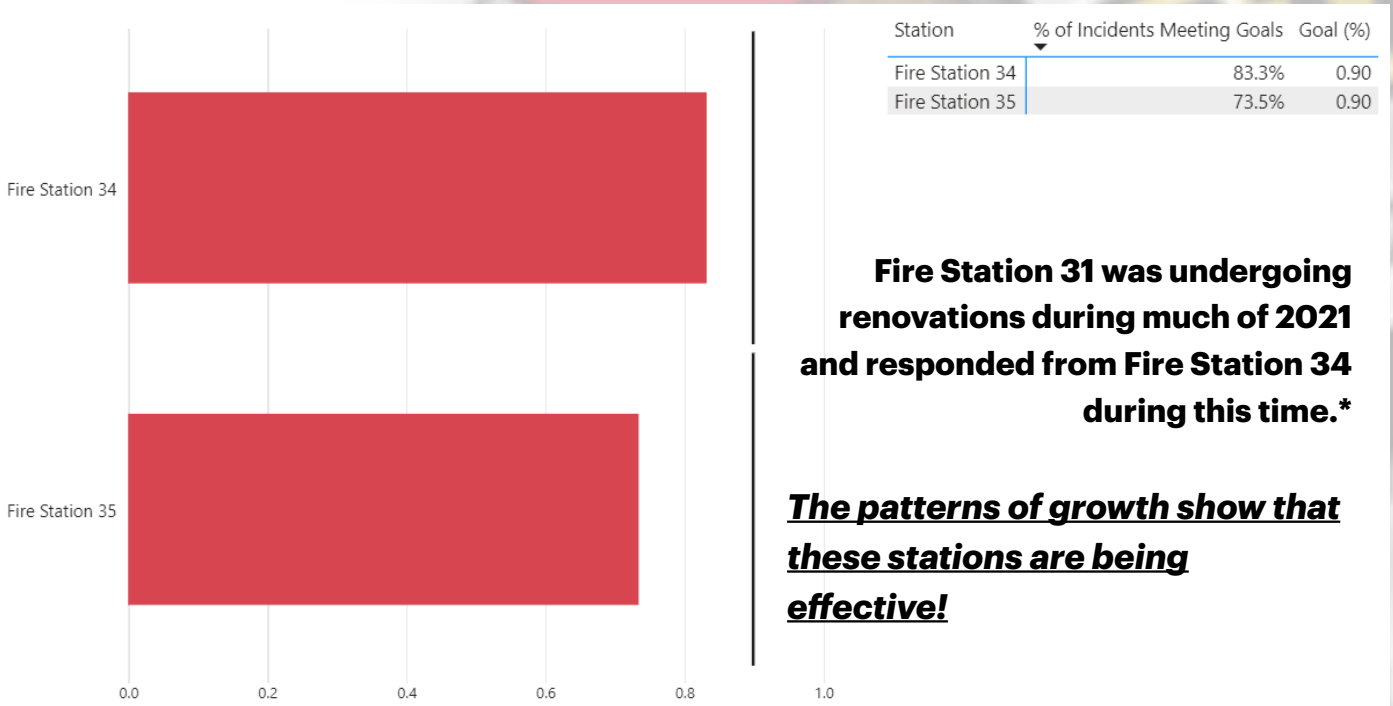 Station % of Incidents Meeting Goals Goal (%)
Fire Station 34 83.3% 0.90
Fire Station 35 73.5% 0.90
Fire Station 34
Fire Station 31 was undergoing
renovations during much of 2021
and responded from Fire Station 34
during this time.*
The patterns of growth show that
these stations are being
effective!
Fire Station 35
0.0 0.2 0.4 0.6 0.8 1.0